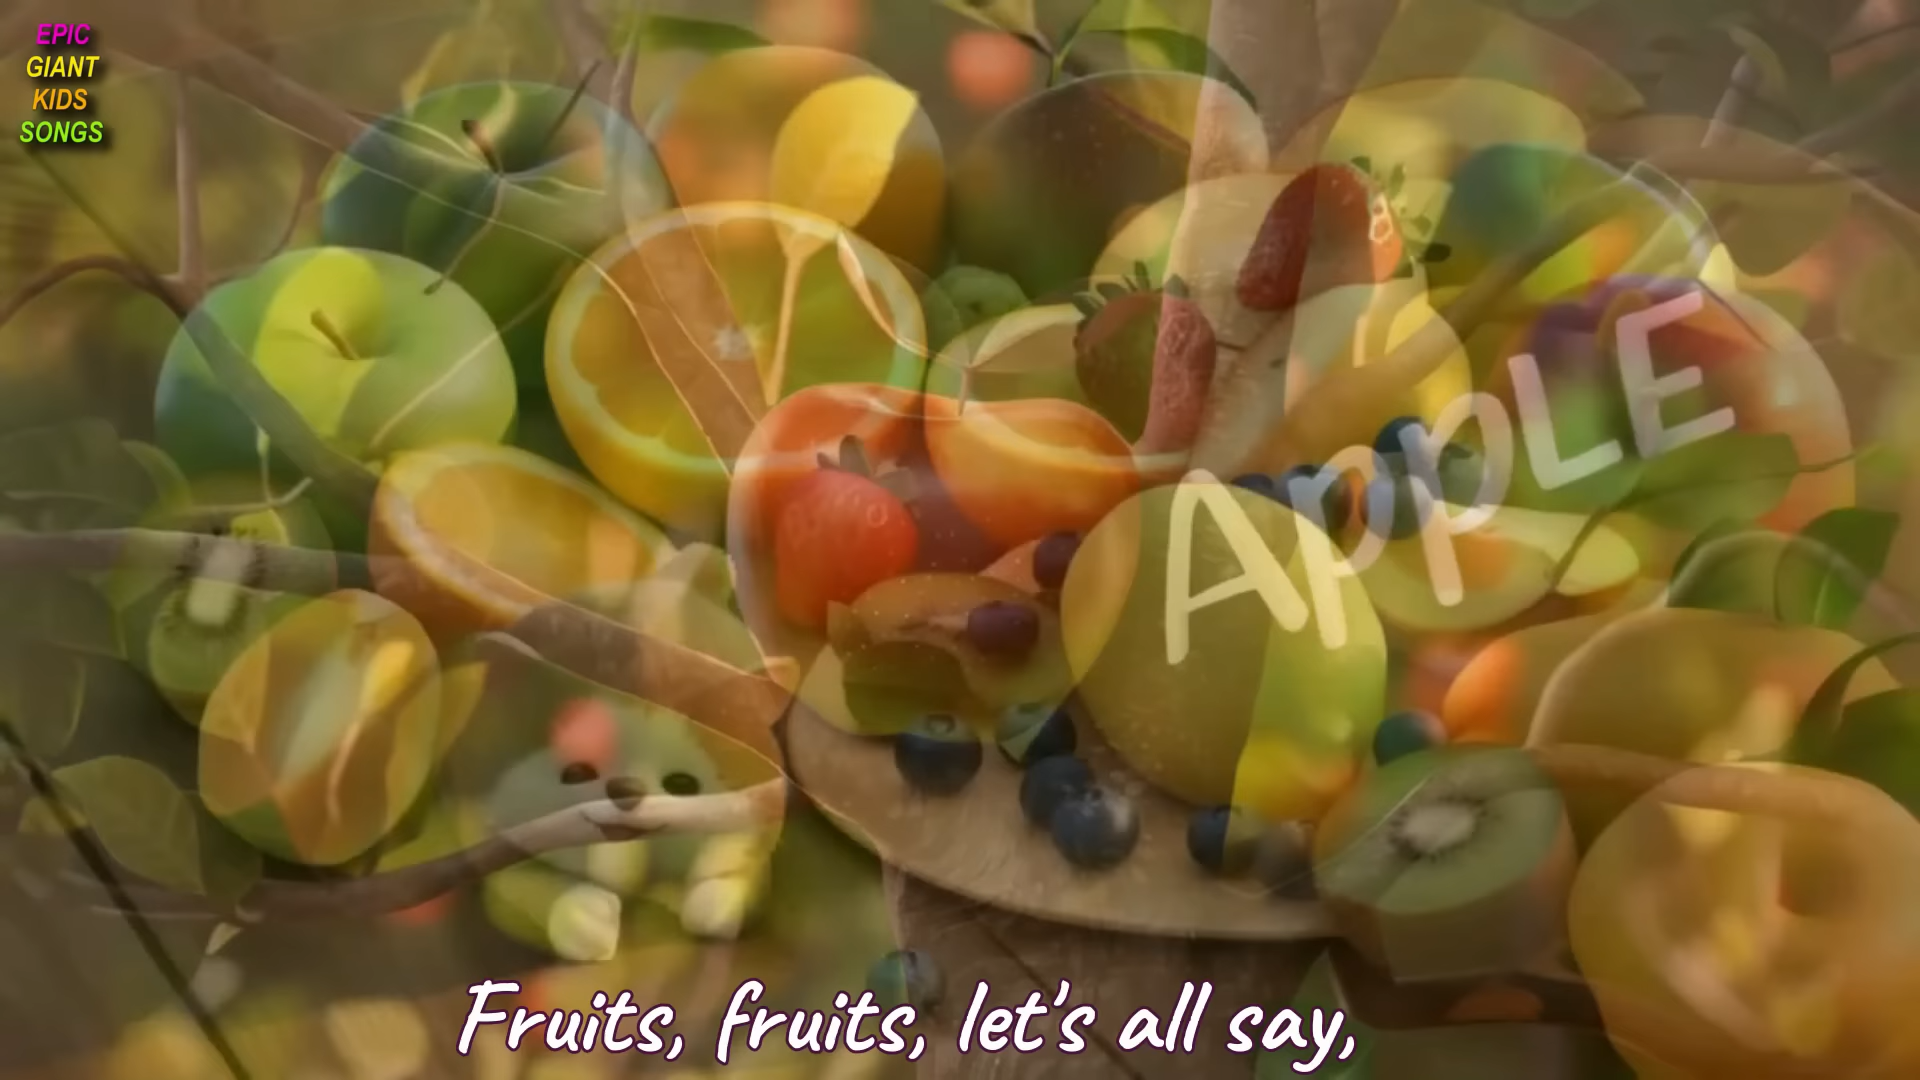 EPIC
GIANT
KIDS
SONGS
APPLE
Fruits, fruits, let's all say,